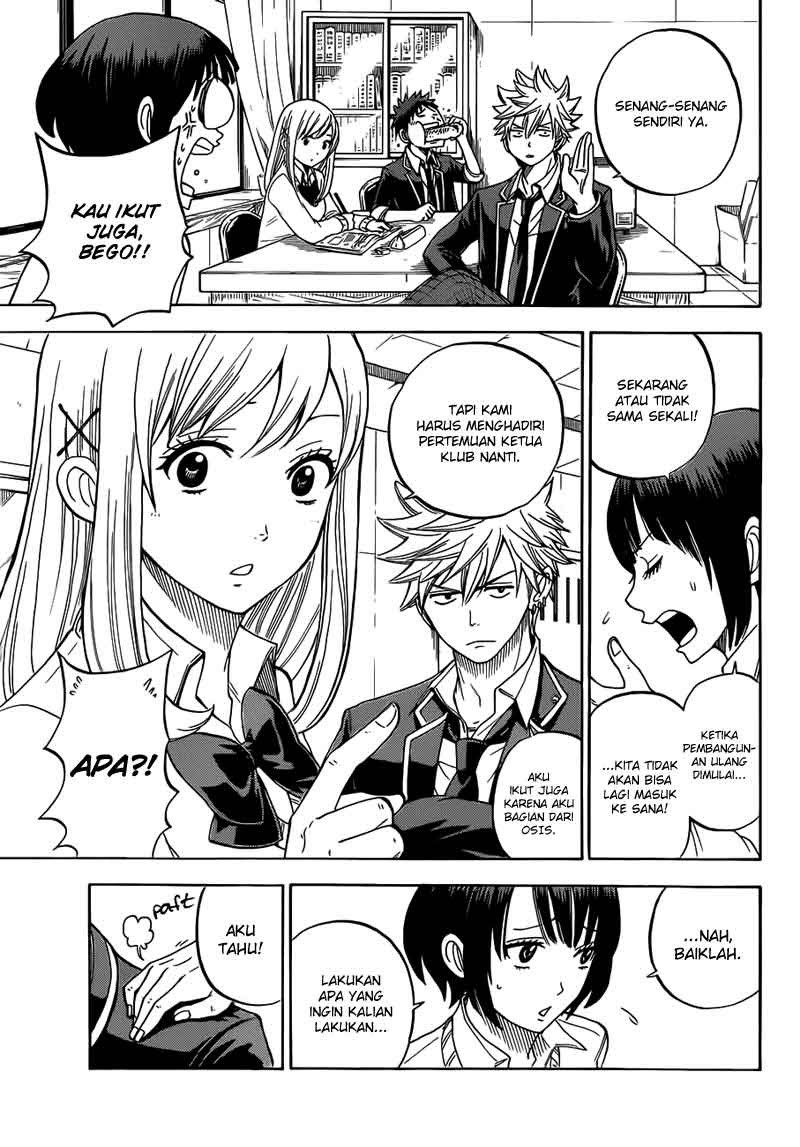 SENANG-SENANG
SENDIRI YA.
KAU IKUT
JUGA,
BEGO!!
SEKARANG
ATAU TIDAK
SAMA SEKALI!
KETIKA
PEMBANGUN-
AN ULANG
DIMULAI...
...KITA TIDAK
AKAN BISA
LAGI MASUK
KE SANA!
TAPI KAMI
HARUS MENGHADIRI
PERTEMUAN KETUA
KLUB NANTI.
AKU
IKUT JUGA
KARENA AKU
BAGIAN DARI
OSIS.
APA?!
...NAH,
BAIKLAH.
LAKUKAN
APA YANG
INGIN KALIAN
LAKUKAN...
AKU
TAHU!
paft